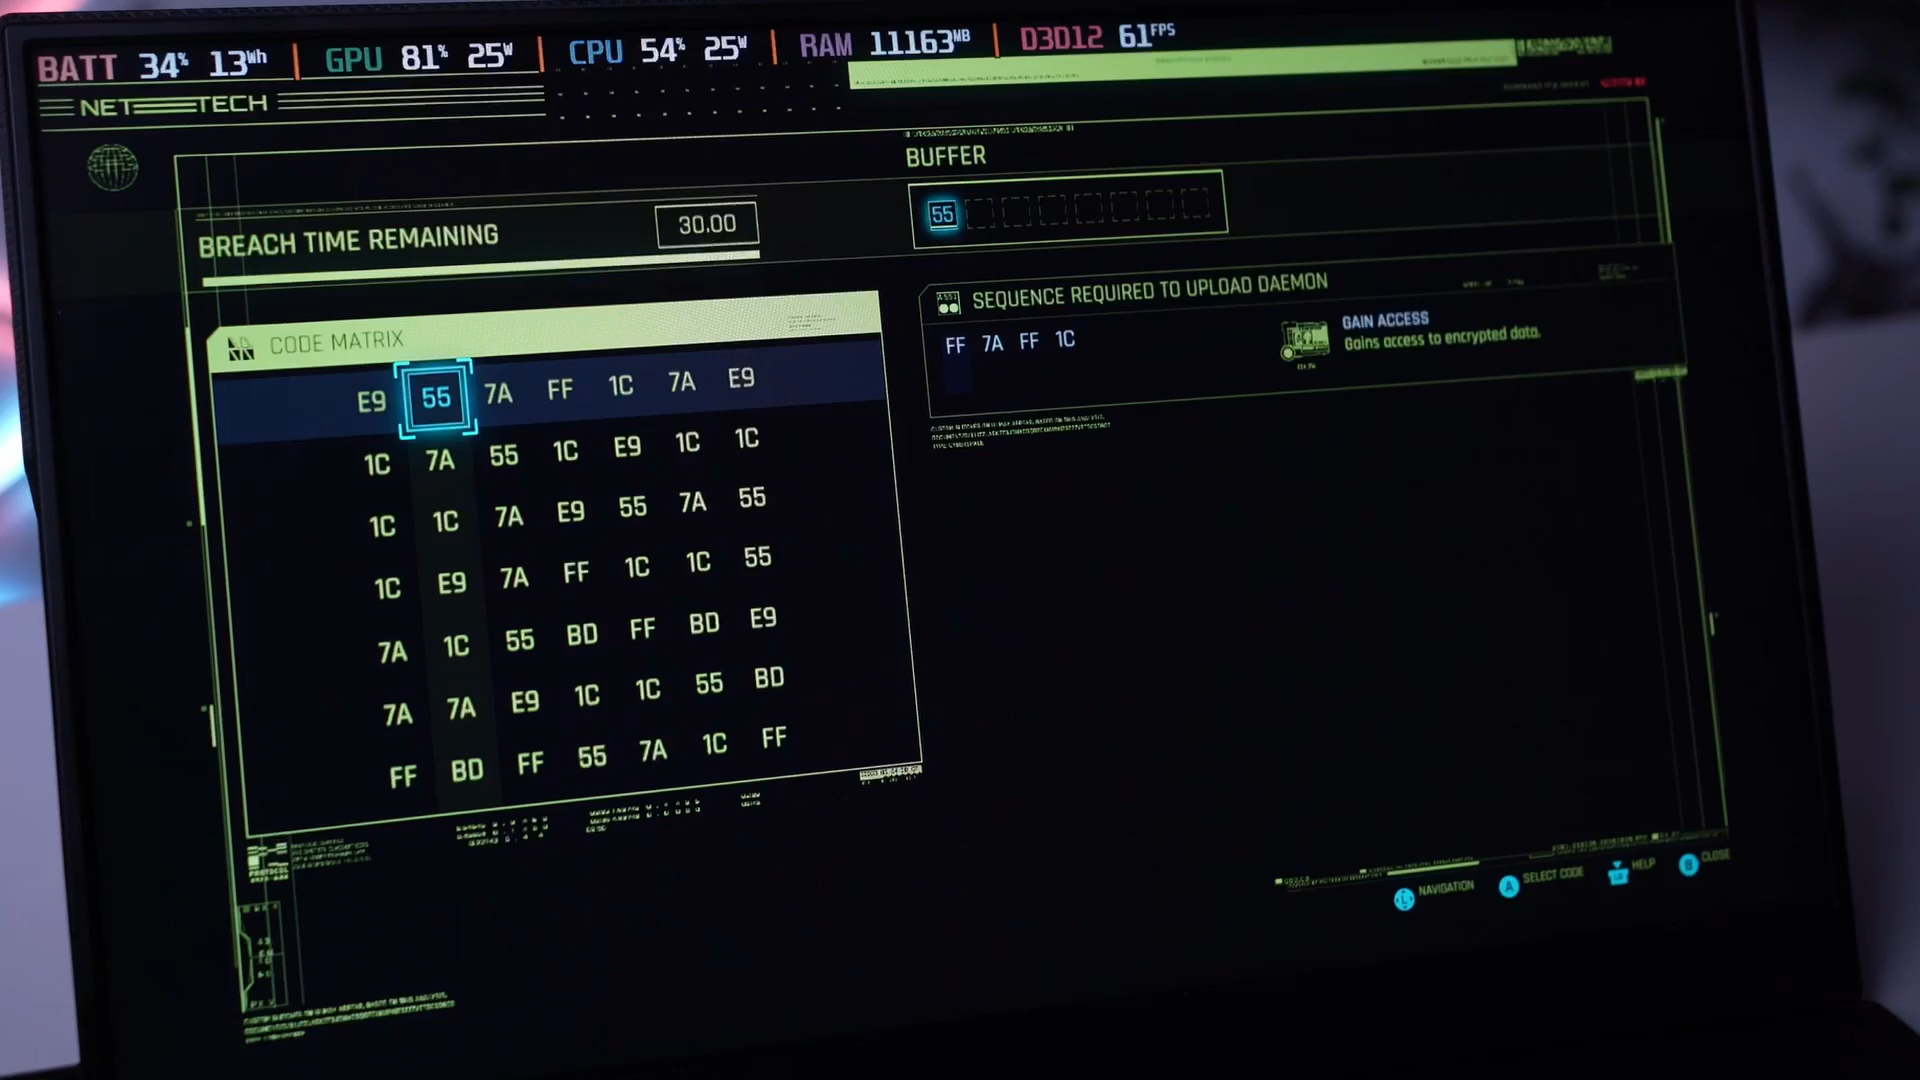 BATT 34% 13Wh | GPU 81% 25W | CPU 54% 25W | RAM 11163MB | D3D12 61FPS
NET TECH
BUFFER
55
BREACH TIME REMAINING 30.00
SEQUENCE REQUIRED TO UPLOAD DAEMON
FF 7A FF 1C
GAIN ACCESS
Gains access to encrypted data.
CODE MATRIX
E9 55 7A FF 1C 7A E9
1C 7A 55 1C E9 1C 1C
1C 1C 7A E9 55 7A 55
1C E9 7A FF 1C 1C 55
7A 1C 55 BD FF BD E9
7A 7A E9 1C 1C 55 BD
FF BD FF 55 7A 1C FF
PROTOCOL
L NAVIGATION A SELECT CODE HELP B CLOSE